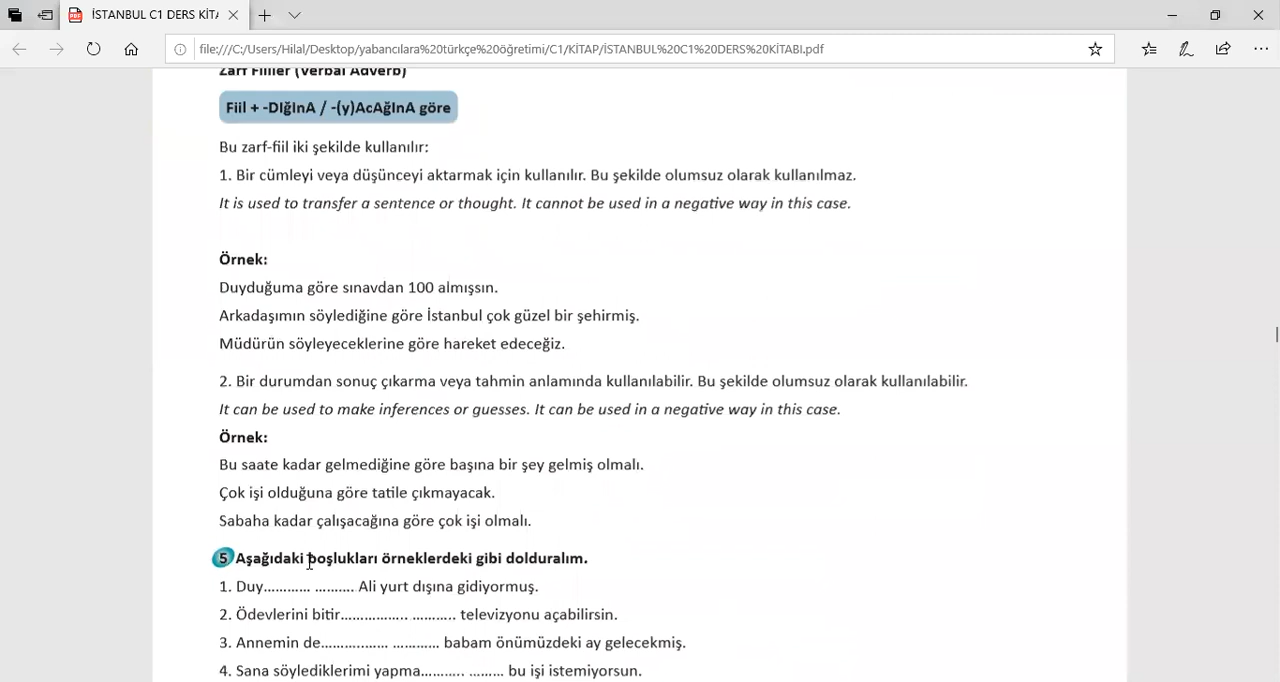 İSTANBUL C1 DERS KİTA
file:///C:/Users/Hilal/Desktop/yabancılara%20türkçe%20öğretimi/C1/KİTAP/İSTANBUL%20C1%20DERS%20KİTABI.pdf
Zarf Fiiller (Verbal Adverb)
Fiil + -DIğInA / -(y)AcAğInA göre
Bu zarf-fiil iki şekilde kullanılır:
1. Bir cümleyi veya düşünceyi aktarmak için kullanılır. Bu şekilde olumsuz olarak kullanılmaz.
It is used to transfer a sentence or thought. It cannot be used in a negative way in this case.
Örnek:
Duyduğuma göre sınavdan 100 almışsın.
Arkadaşımın söylediğine göre İstanbul çok güzel bir şehirmiş.
Müdürün söyleyeceklerine göre hareket edeceğiz.
2. Bir durumdan sonuç çıkarma veya tahmin anlamında kullanılabilir. Bu şekilde olumsuz olarak kullanılabilir.
It can be used to make inferences or guesses. It can be used in a negative way in this case.
Örnek:
Bu saate kadar gelmediğine göre başına bir şey gelmiş olmalı.
Çok işi olduğuna göre tatile çıkmayacak.
Sabaha kadar çalışacağına göre çok işi olmalı.
5 Aşağıdaki boşlukları örneklerdeki gibi dolduralım.
1. Duy………… ………. Ali yurt dışına gidiyormuş.
2. Ödevlerini bitir…………….. ……….. televizyonu açabilirsin.
3. Annemin de………..…… ………… babam önümüzdeki ay gelecekmiş.
4. Sana söylediklerimi yapma……….. ……… bu işi istemiyorsun.